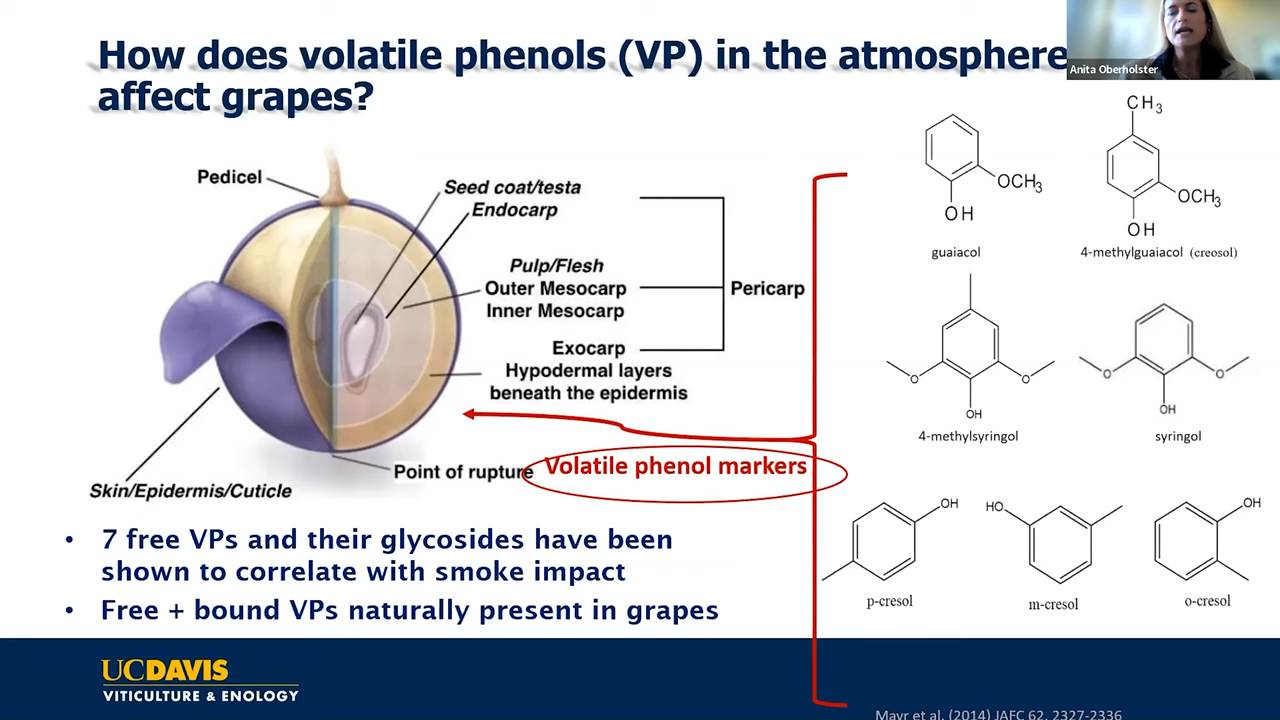 How does volatile phenols (VP) in the atmosphere
affect grapes?
Anita Oberholster
Pedicel
Seed coat/testa
Endocarp
Pulp/Flesh
Outer Mesocarp
Inner Mesocarp
Pericarp
Exocarp
Hypodermal layers
beneath the epidermis
Point of rupture
Skin/Epidermis/Cuticle
Volatile phenol markers
OCH3
OH
guaiacol
CH3
OCH3
OH
4-methylguaiacol (creosol)
O
O
OH
4-methylsyringol
O
O
OH
syringol
OH
p-cresol
HO
m-cresol
OH
o-cresol
• 7 free VPs and their glycosides have been
shown to correlate with smoke impact
• Free + bound VPs naturally present in grapes
UCDAVIS
VITICULTURE & ENOLOGY
Mayr et al. (2014) JAFC 62, 2327-2336